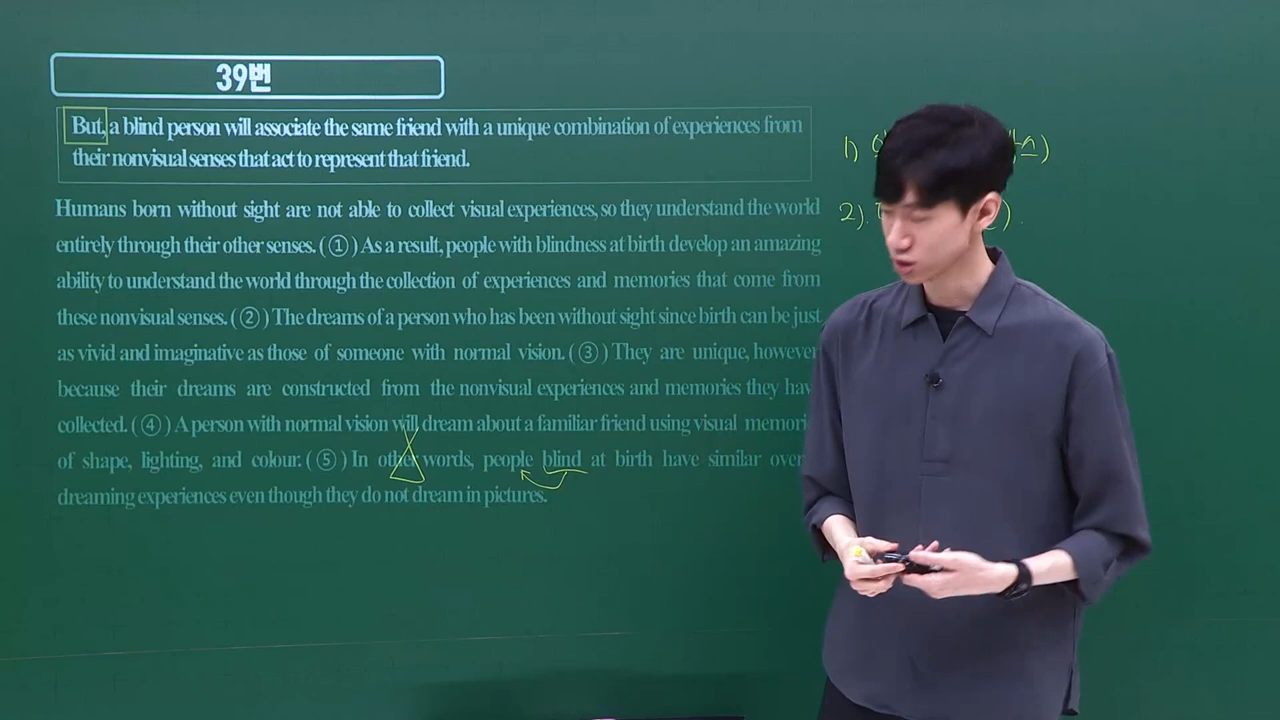 39번
But, a blind person will associate the same friend with a unique combination of experiences from
their nonvisual senses that act to represent that friend.
Humans born without sight are not able to collect visual experiences, so they understand the world
entirely through their other senses. ( ① ) As a result, people with blindness at birth develop an amazing
ability to understand the world through the collection of experiences and memories that come from
these nonvisual senses. ( ② ) The dreams of a person who has been without sight since birth can be just
as vivid and imaginative as those of someone with normal vision. ( ③ ) They are unique, however
because their dreams are constructed from the nonvisual experiences and memories they
collected. ( ④ ) A person with normal vision will dream about a familiar friend using visual
of shape, lighting, and colour. ( ⑤ ) In other words, people blind at birth have similar
dreaming experiences even though they do not dream in pictures.
1)
2).